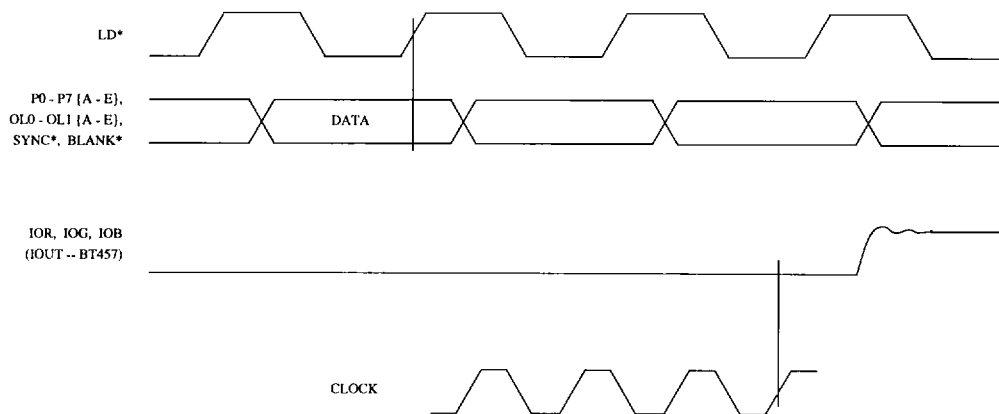 LD*
P0 - P7 {A - E},
OL0 - OL1 {A - E},
SYNC*, BLANK*
DATA
IOR, IOG, IOB
(IOUT -- BT457)
CLOCK